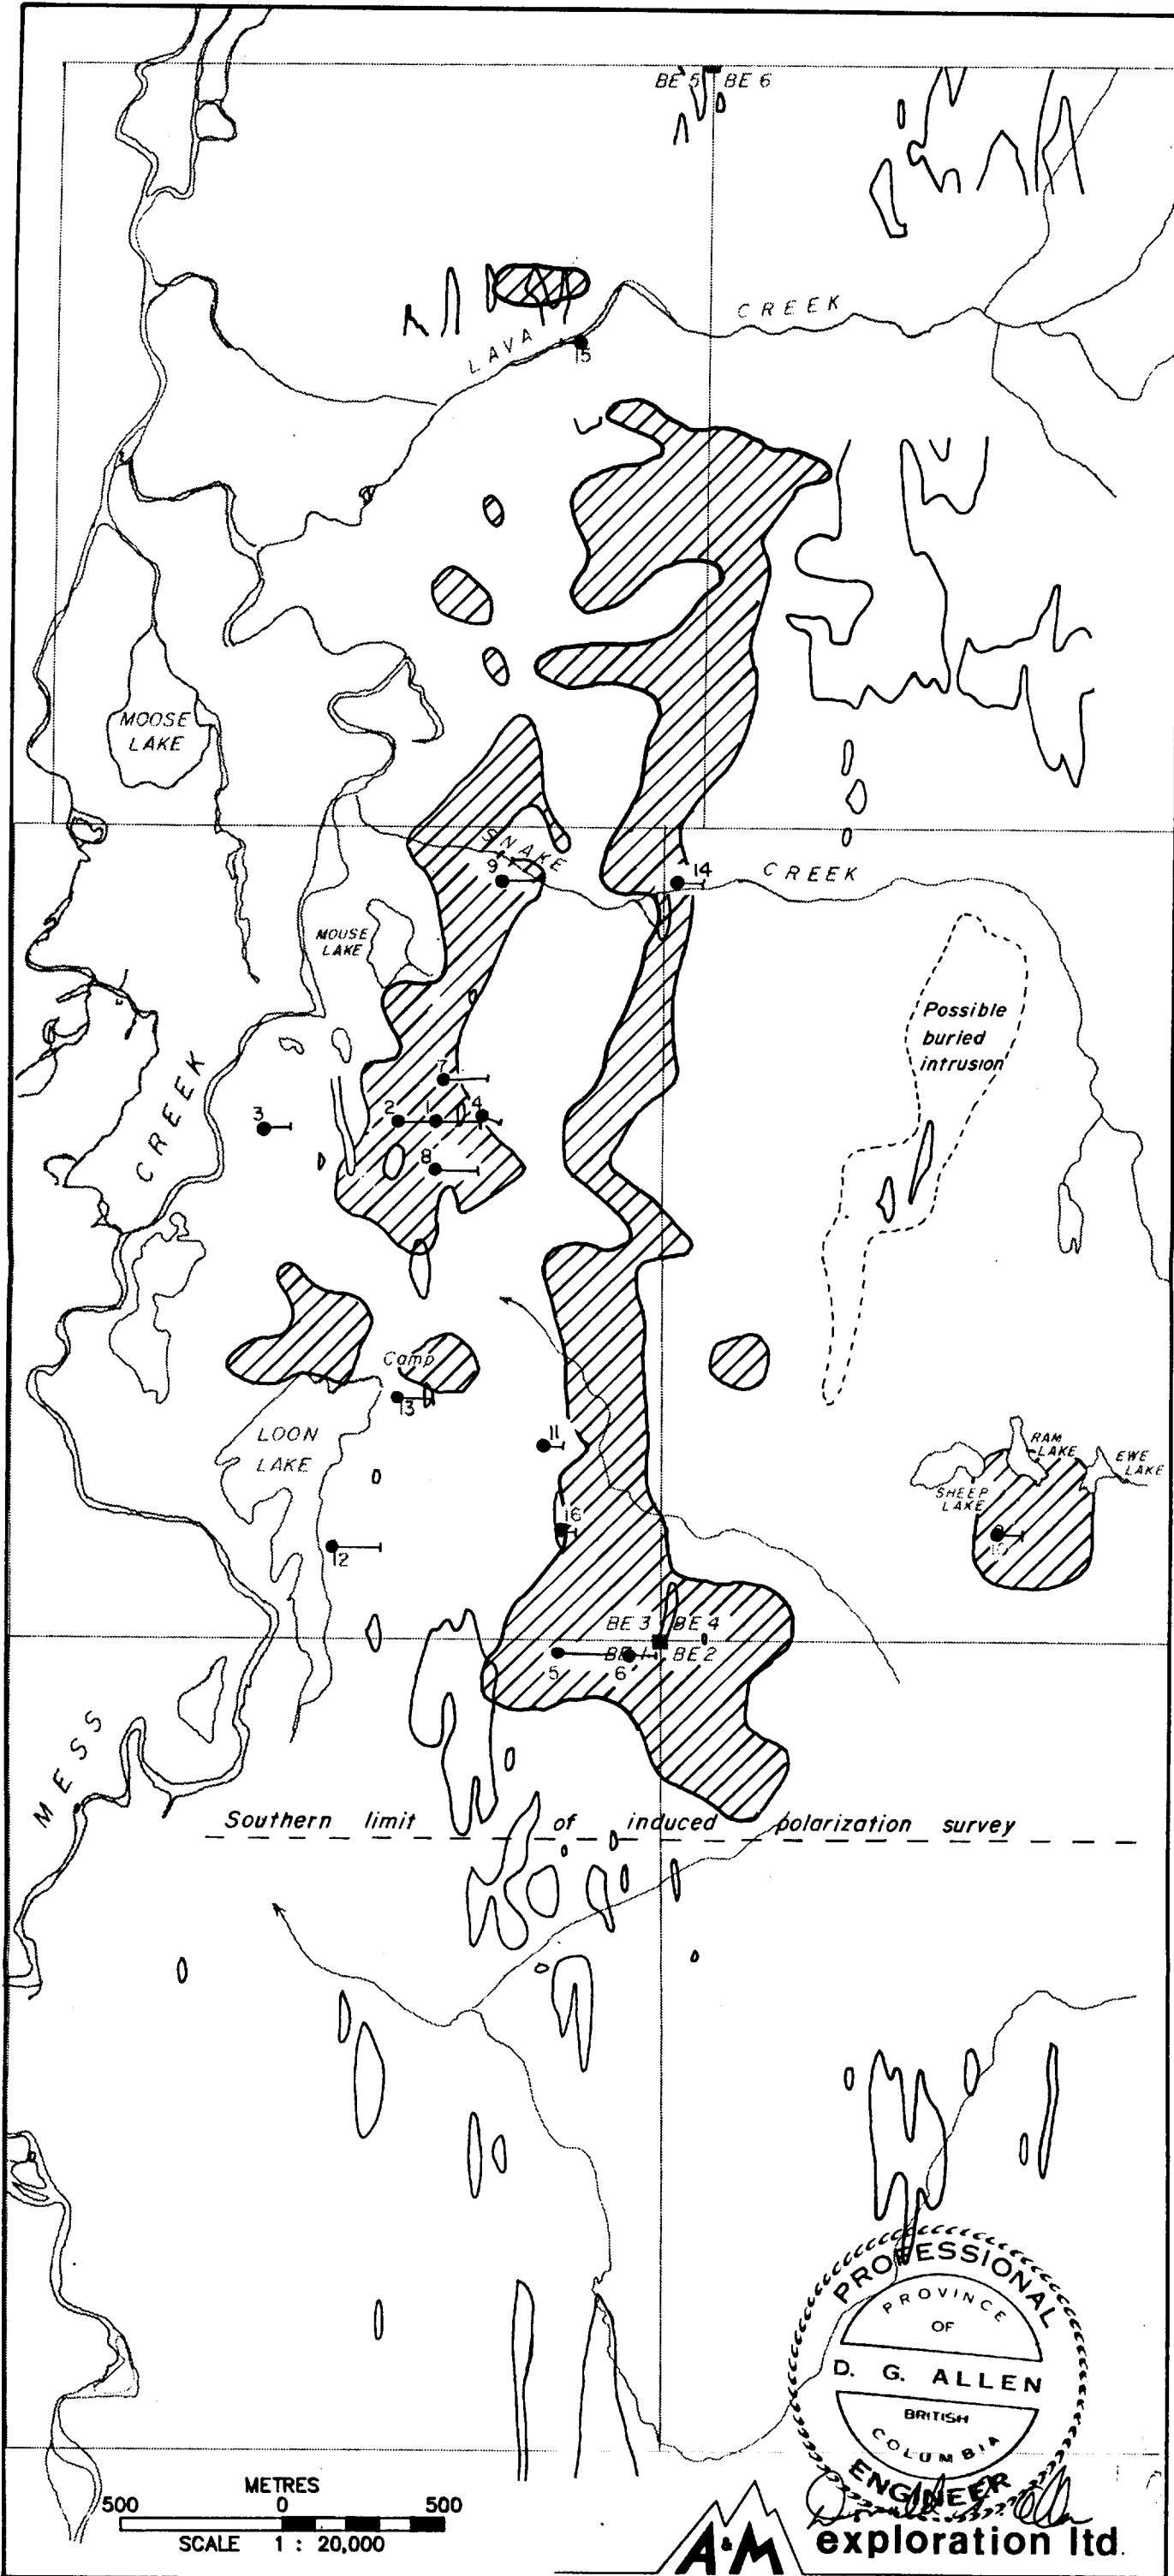 BE 5 BE 6
LAVA CREEK
15
MOOSE
LAKE
SNAKE CREEK
9
14
MOUSE
LAKE
Possible
buried
intrusion
CREEK
7
3
2 1 4
8
Camp
13
LOON
LAKE
11
RAM
LAKE
EWE
LAKE
SHEEP
LAKE
16
12
BE 3 BE 4
BE 1 BE 2
5 6
MESS
Southern limit of induced polarization survey
PROFESSIONAL
PROVINCE
OF
D. G. ALLEN
BRITISH
COLUMBIA
ENGINEER
METRES
500 0 500
SCALE 1 : 20,000
A&M exploration ltd.